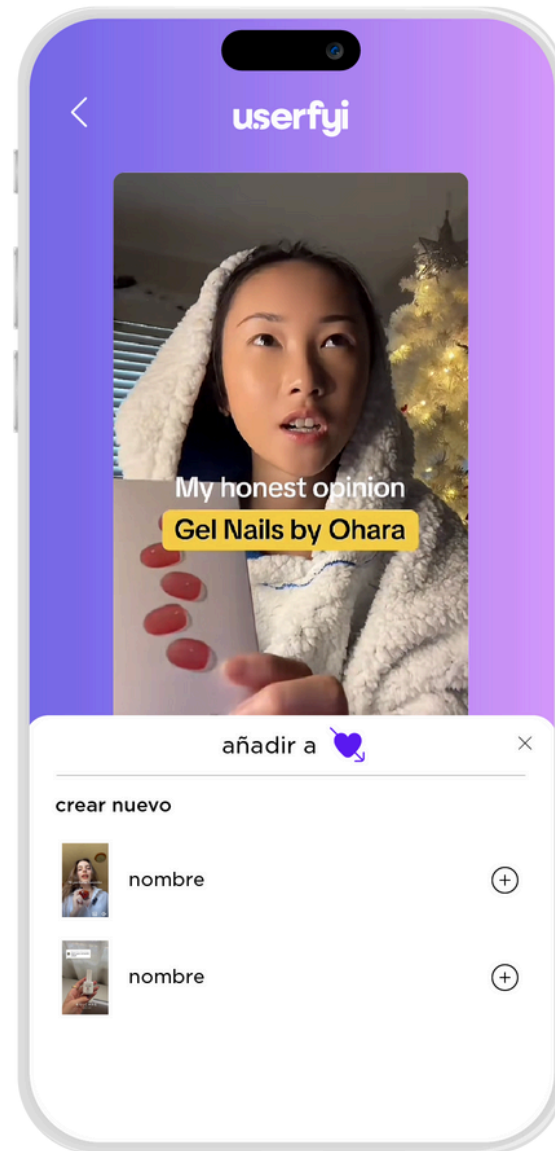 userfyi
My honest opinion
Gel Nails by Ohara
añadir a
crear nuevo
nombre
nombre